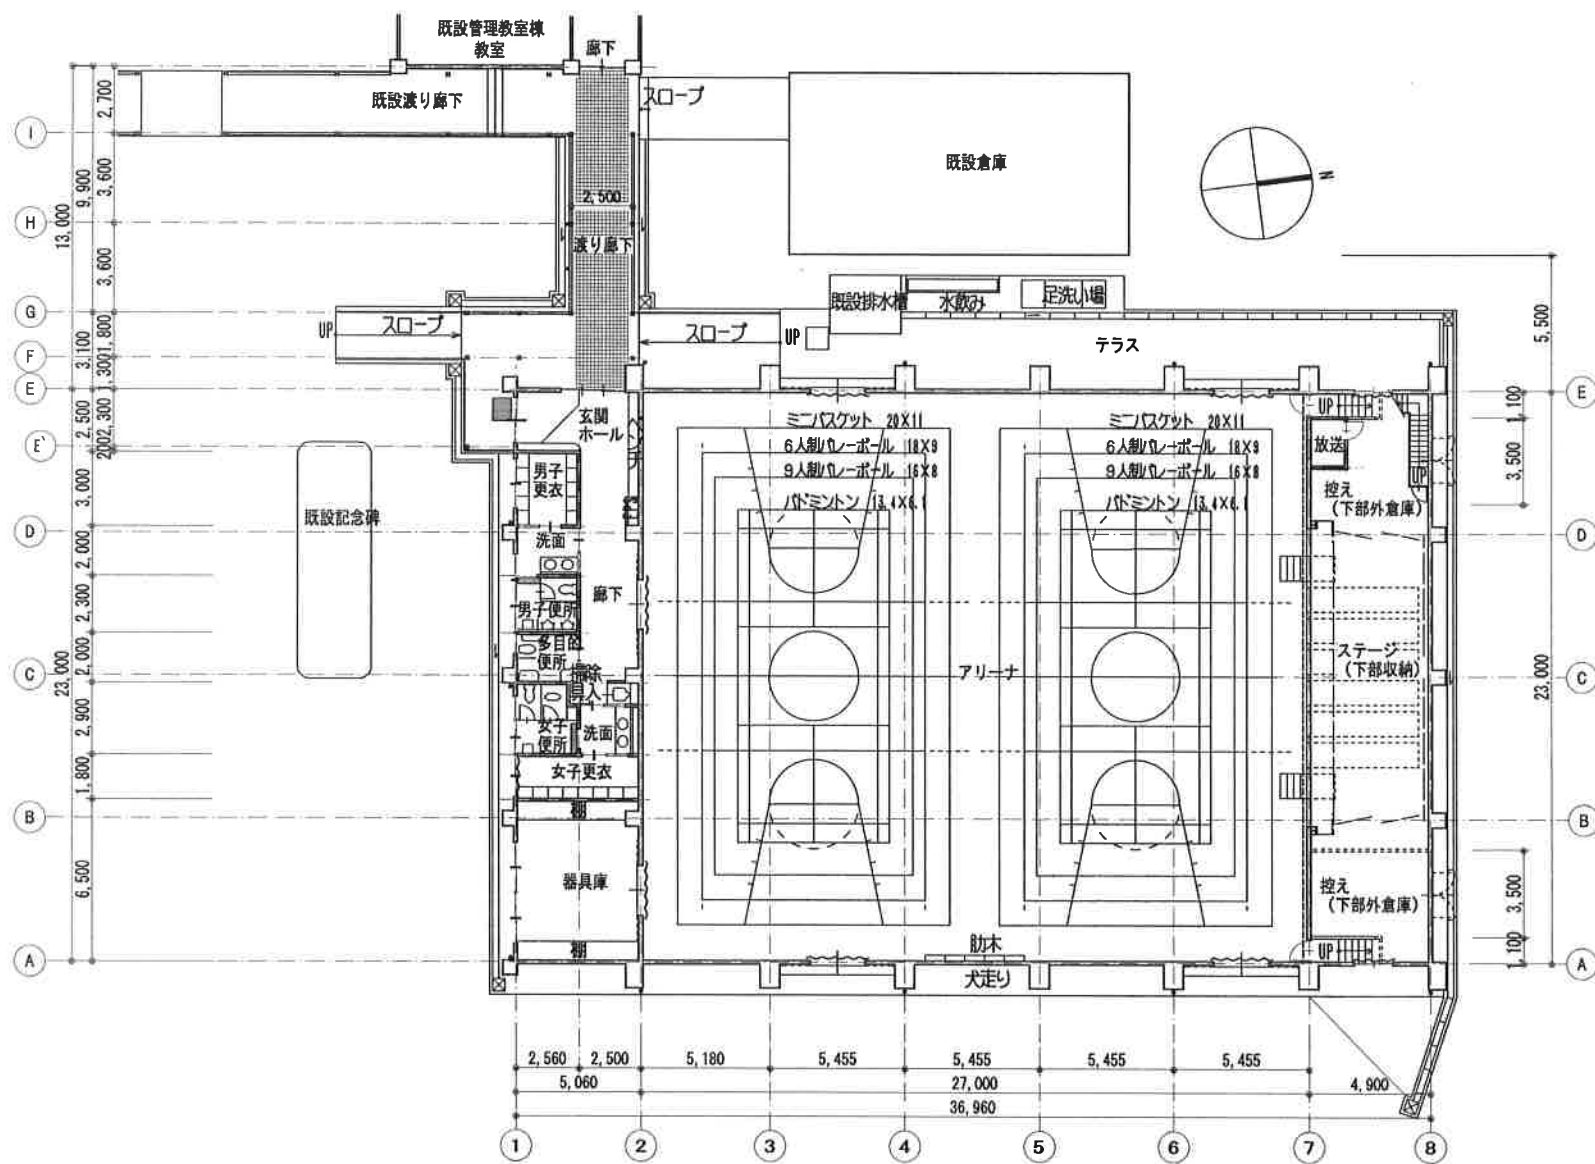 既設管理教室棟
教室
廊下
既設渡り廊下
スロープ
既設倉庫
N
2,500
渡り廊下
I
H
G
F
E
E`
D
C
B
A
2,700
3,600
3,600
1,800
1,300
9,900
3,100
13,000
2,300
200
2,500
3,000
2,000
2,300
2,000
2,900
1,800
6,500
23,000
UP
スロープ
スロープ
UP
既設排水槽
水飲み
足洗い場
テラス
5,500
玄関
ホール
男子
更衣
洗面
廊下
男子便所
多目的
便所
掃除
具入
女子
便所
洗面
女子更衣
棚
器具庫
棚
既設記念碑
ミニバスケット 20X11
6人制バレーボール 18X9
9人制バレーボール 16X8
バドミントン 13.4X6.1
ミニバスケット 20X11
6人制バレーボール 18X9
9人制バレーボール 16X8
バドミントン 13.4X6.1
アリーナ
肋木
犬走り
UP
放送
UP
控え
(下部外倉庫)
ステージ
(下部収納)
控え
(下部外倉庫)
UP
E
D
C
B
A
1,100
3,500
23,000
3,500
1,100
2,560
2,500
5,180
5,455
5,455
5,455
5,455
5,060
27,000
4,900
36,960
1
2
3
4
5
6
7
8